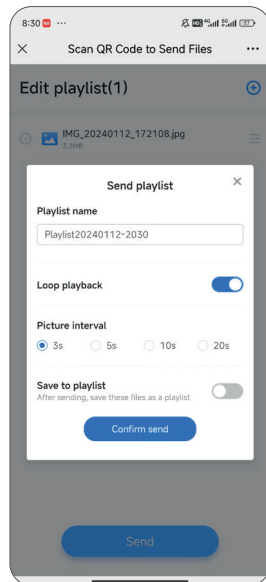 8:30
Scan QR Code to Send Files
Edit playlist(1)
IMG_20240112_172108.jpg
3.2MB
Send playlist
Playlist name
Playlist20240112-2030
Loop playback
Picture interval
3s 5s 10s 20s
Save to playlist
After sending, save these files as a playlist
Confirm send
Send